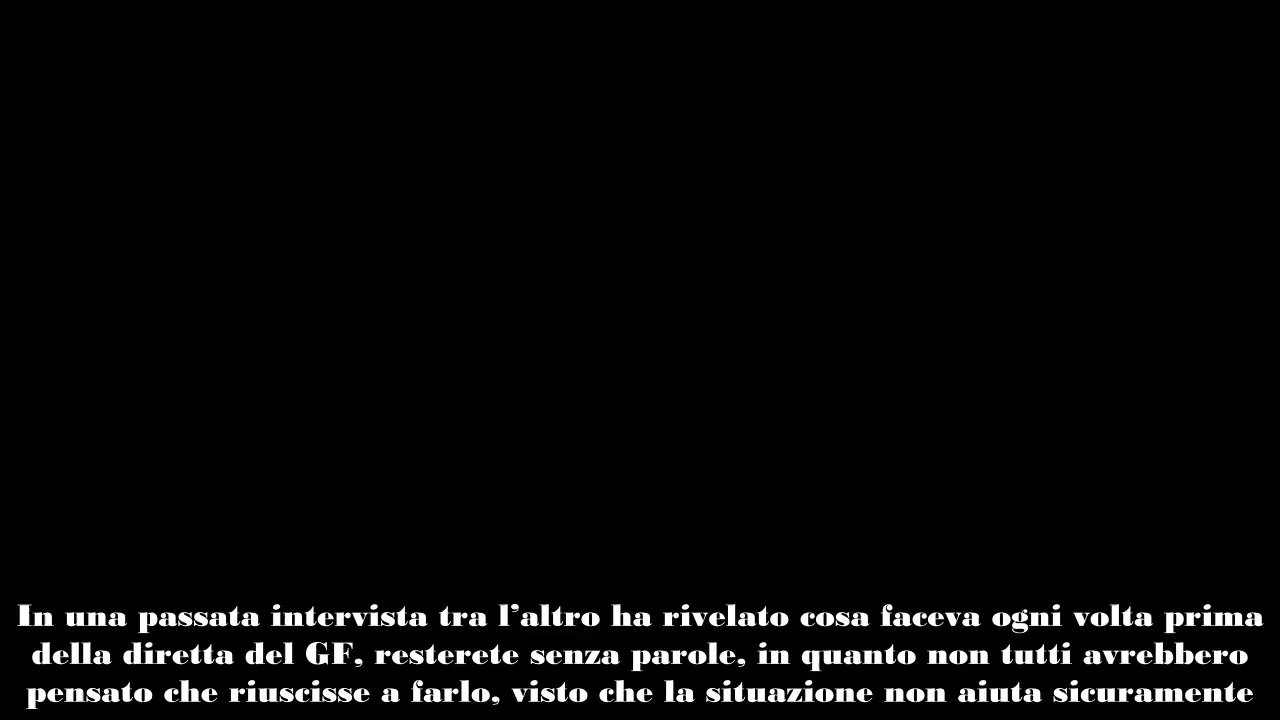 In una passata intervista tra l’altro ha rivelato cosa faceva ogni volta prima
della diretta del GF, resterete senza parole, in quanto non tutti avrebbero
pensato che riuscisse a farlo, visto che la situazione non aiuta sicuramente